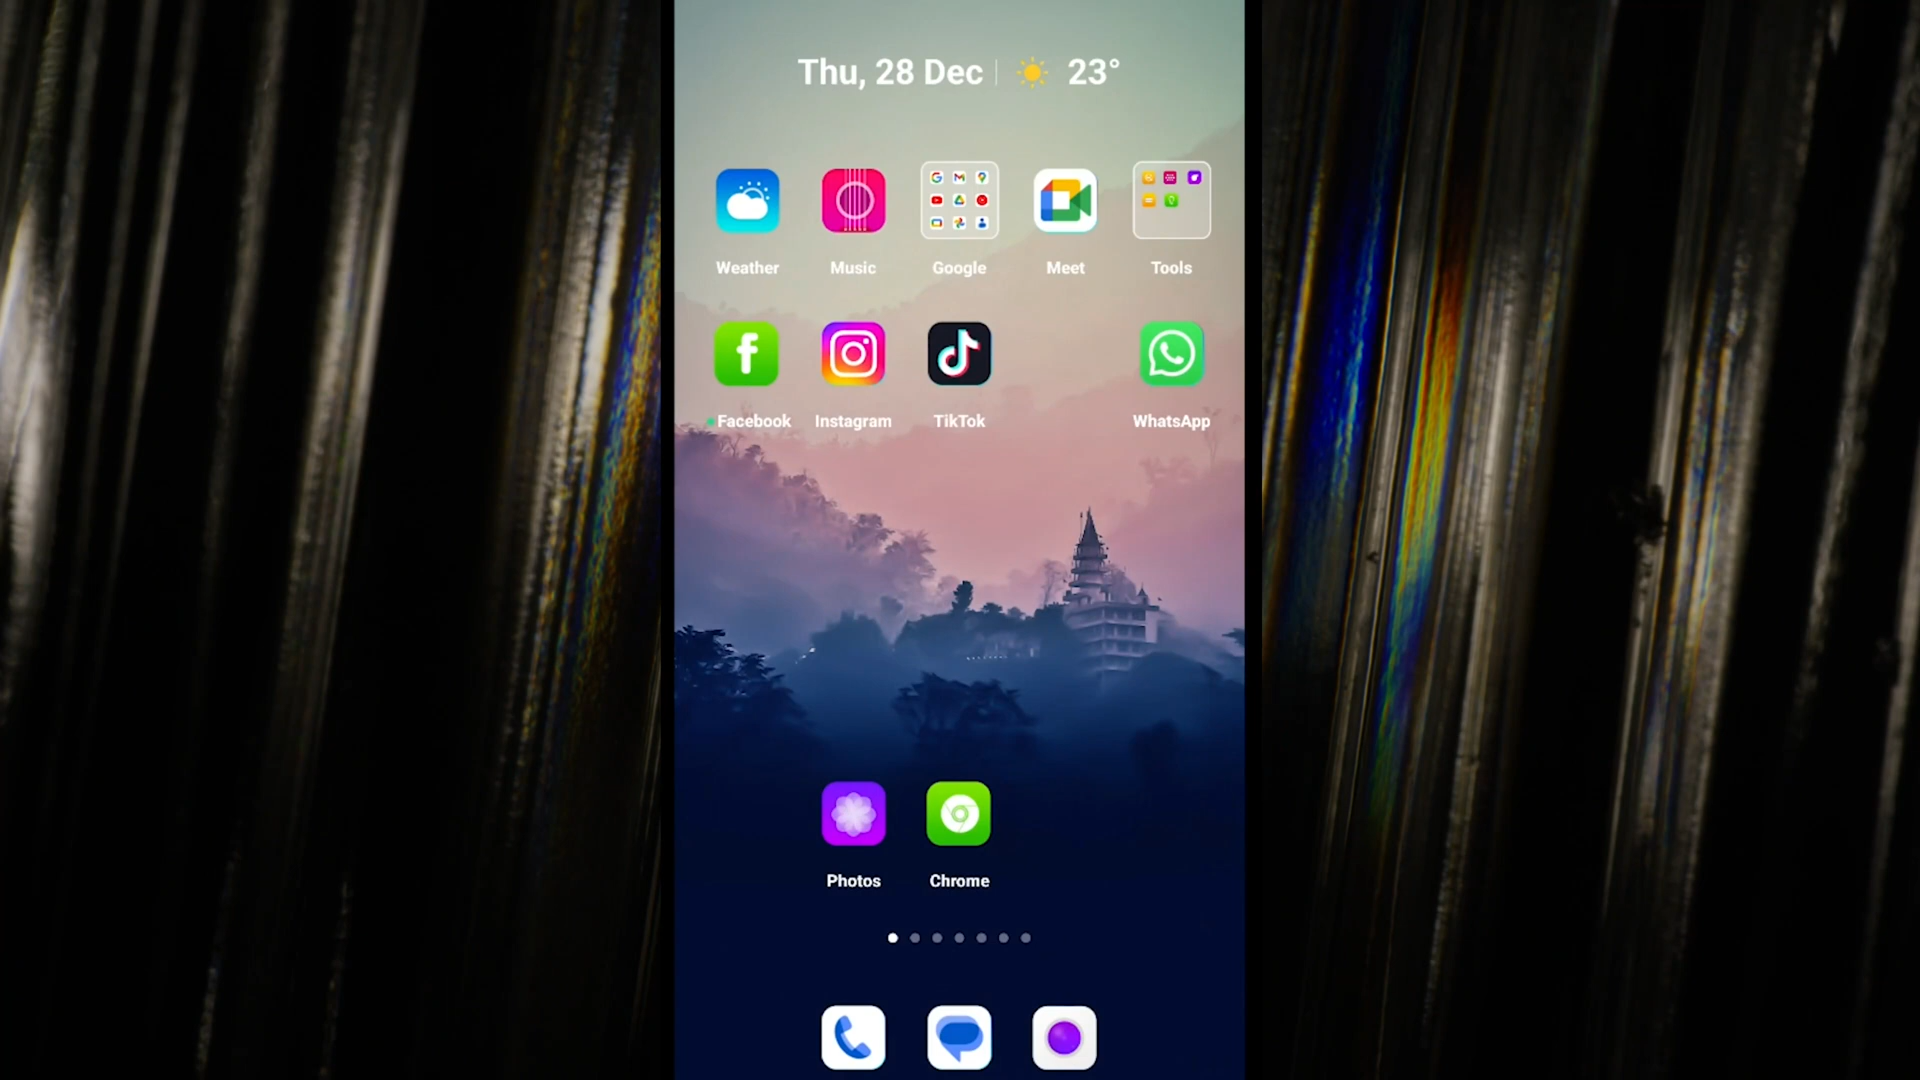 Thu, 28 Dec 23°
Weather Music Google Meet Tools
Facebook Instagram TikTok WhatsApp
Photos Chrome